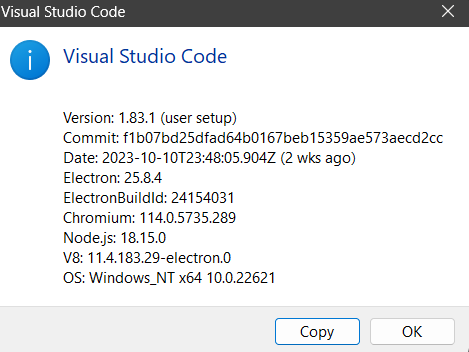 Visual Studio Code
Visual Studio Code
Version: 1.83.1 (user setup)
Commit: f1b07bd25dfad64b0167beb15359ae573aecd2cc
Date: 2023-10-10T23:48:05.904Z (2 wks ago)
Electron: 25.8.4
ElectronBuildId: 24154031
Chromium: 114.0.5735.289
Node.js: 18.15.0
V8: 11.4.183.29-electron.0
OS: Windows_NT x64 10.0.22621
Copy
OK